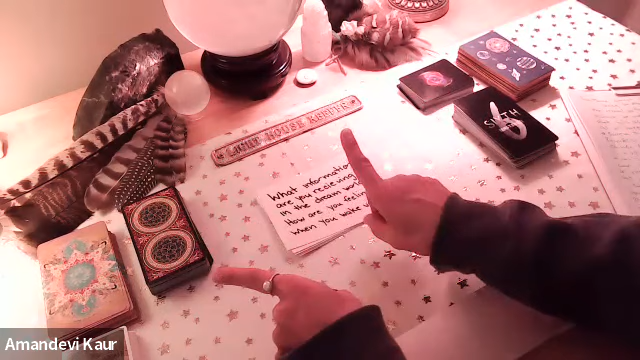 LIGHT HOUSE KEEPER
What information
are you recieving
in the dream world
How are you feeling
when you wake
Amandevi Kaur